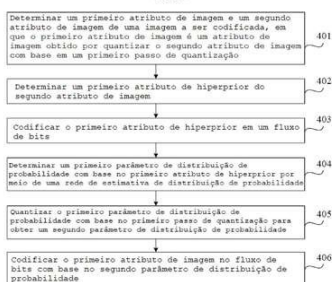 Determinar um primeiro atributo de imagem e um segundo
atributo de imagem de uma imagem a ser codificada, em
que o primeiro atributo de imagem é um atributo de
imagem obtido por quantizar o segundo atributo de imagem
com base em um primeiro passo de quantização
401
Determinar um primeiro atributo de hiperprior do
segundo atributo de imagem
402
Codificar o primeiro atributo de hiperprior em um fluxo
de bits
403
Determinar um primeiro parâmetro de distribuição de
probabilidade com base no primeiro atributo de hiperprior por
meio de uma rede de estimativa de distribuição de probabilidade
404
Quantizar o primeiro parâmetro de distribuição de
probabilidade com base no primeiro passo de quantização para
obter um segundo parâmetro de distribuição de probabilidade
405
Codificar o primeiro atributo de imagem no fluxo de
bits com base no segundo parâmetro de distribuição de
probabilidade
406